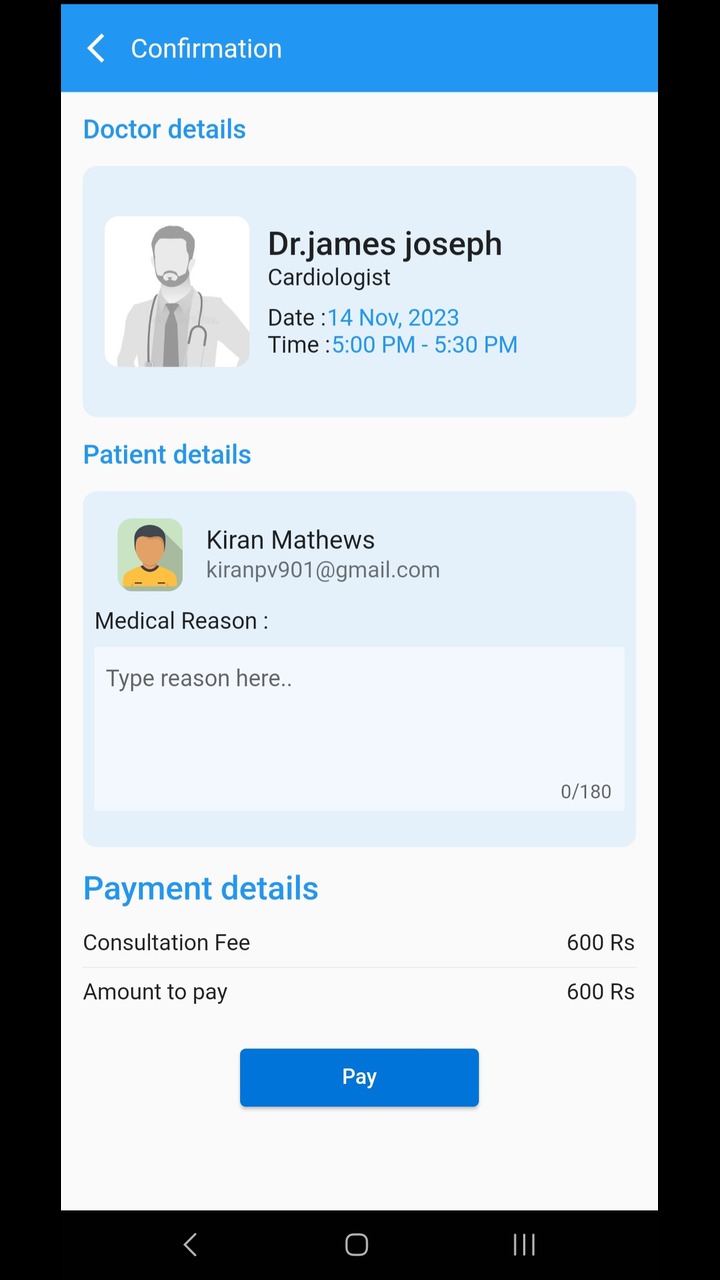 Confirmation
Doctor details
Dr.james joseph
Cardiologist
Date :14 Nov, 2023
Time :5:00 PM - 5:30 PM
Patient details
Kiran Mathews
kiranpv901@gmail.com
Medical Reason :
Type reason here..
0/180
Payment details
Consultation Fee 600 Rs
Amount to pay 600 Rs
Pay